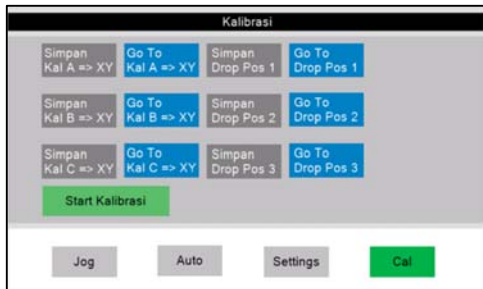 Kalibrasi
Simpan Kal A => XY
Go To Kal A => XY
Simpan Drop Pos 1
Go To Drop Pos 1
Simpan Kal B => XY
Go To Kal B => XY
Simpan Drop Pos 2
Go To Drop Pos 2
Simpan Kal C => XY
Go To Kal C => XY
Simpan Drop Pos 3
Go To Drop Pos 3
Start Kalibrasi
Jog
Auto
Settings
Cal